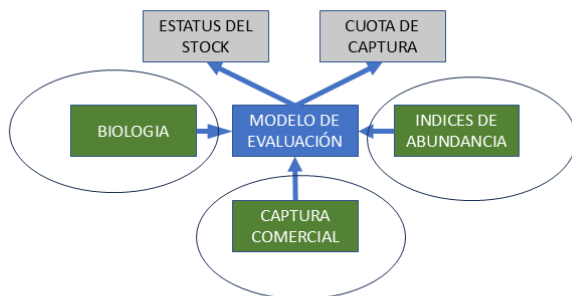 ESTATUS DEL
STOCK
CUOTA DE
CAPTURA
BIOLOGIA
MODELO DE
EVALUACIÓN
INDICES DE
ABUNDANCIA
CAPTURA
COMERCIAL